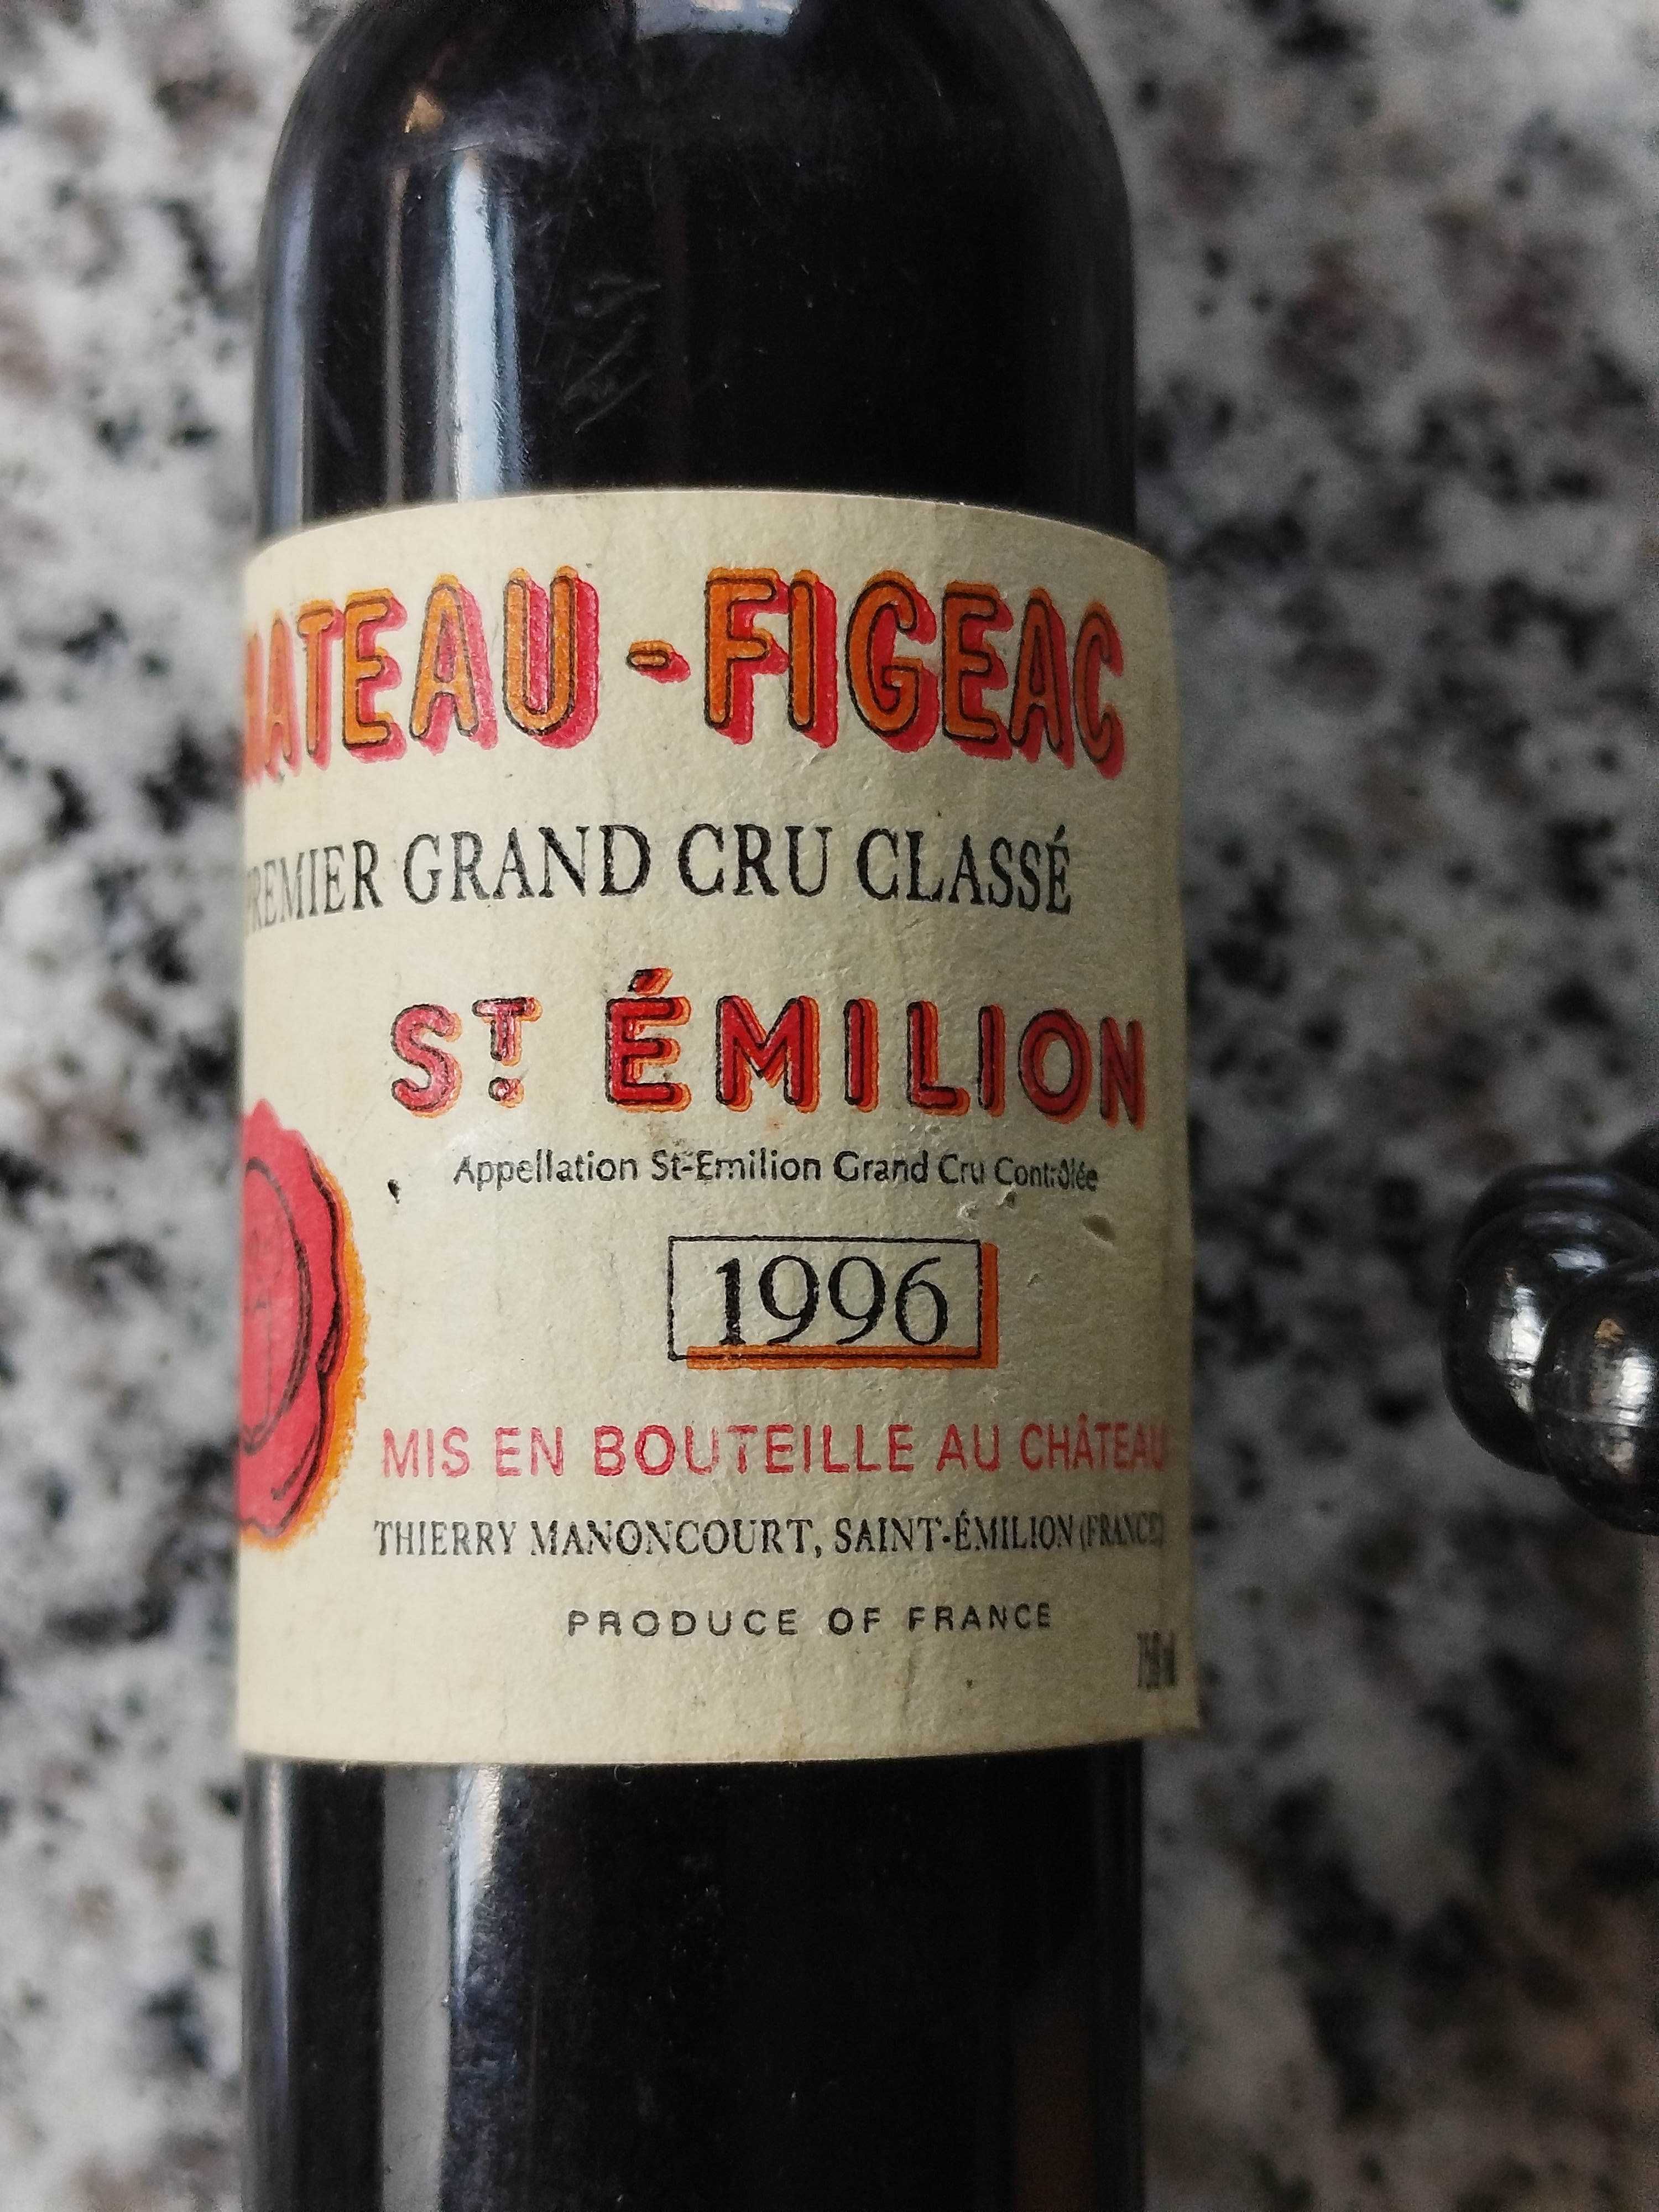 HATEAU-FIGEAC
PREMIER GRAND CRU CLASSÉ
ST. ÉMILION
Appellation St-Emilion Grand Cru Contrôlée
1996
MIS EN BOUTEILLE AU CHÂTEAU
THIERRY MANONCOURT, SAINT-ÉMILION (FRANCE)
PRODUCE OF FRANCE